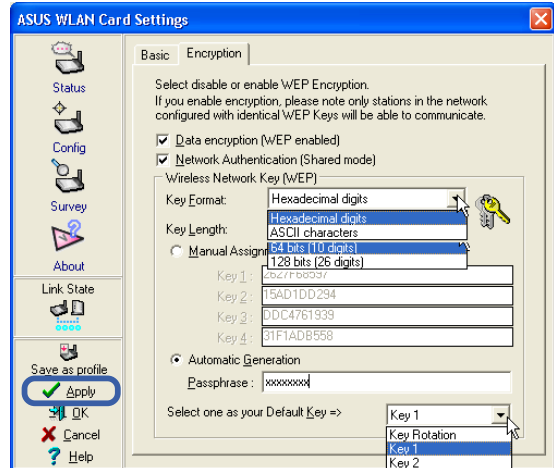 ASUS WLAN Card Settings
Status
Config
Survey
About
Link State
Save as profile
Apply
OK
Cancel
Help
Basic Encryption
Select disable or enable WEP Encryption.
If you enable encryption, please note only stations in the network
configured with identical WEP Keys will be able to communicate.
Data encryption (WEP enabled)
Network Authentication (Shared mode)
Wireless Network Key (WEP)
Key Format: Hexadecimal digits
Hexadecimal digits
ASCII characters
Key Length:
64 bits (10 digits)
128 bits (26 digits)
Manual Assignm
Key 1 : 2627F68597
Key 2 : 15AD1DD294
Key 3 : DDC4761939
Key 4 : 31F1ADB558
Automatic Generation
Passphrase : xxxxxxxx
Select one as your Default Key => Key 1
Key Rotation
Key 1
Key 2